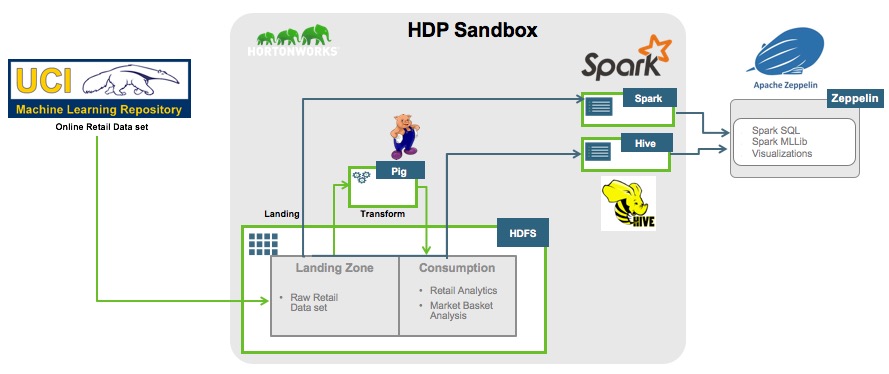 HDP Sandbox
HORTONWORKS
UCI
Machine Learning Repository
Online Retail Data set
Spark
Apache Zeppelin
Spark
Zeppelin
Spark SQL
Spark MLLib
Visualizations
Hive
HIVE
Pig
Landing
Transform
HDFS
Landing Zone
• Raw Retail
Data set
Consumption
• Retail Analytics
• Market Basket
Analysis